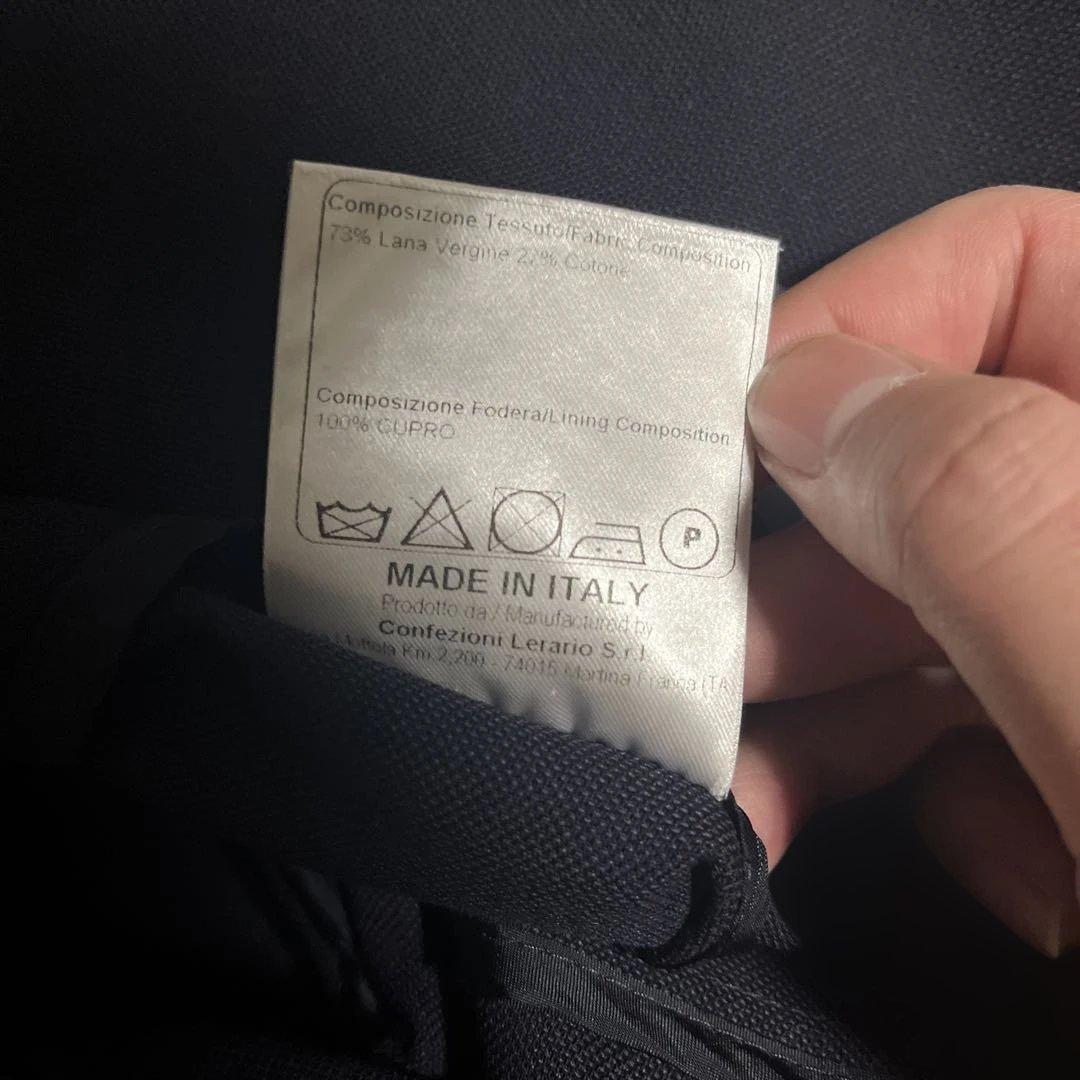 Composizione Tessuto/Fabric Composition
73% Lana Vergine 27% Cotone
Composizione Fodera/Lining Composition
100% CUPRO
P
MADE IN ITALY
Prodotto da / Manufactured by
Confezioni Lerario S.r.l
Km 2,200 - 74015 Martina Franca (TA